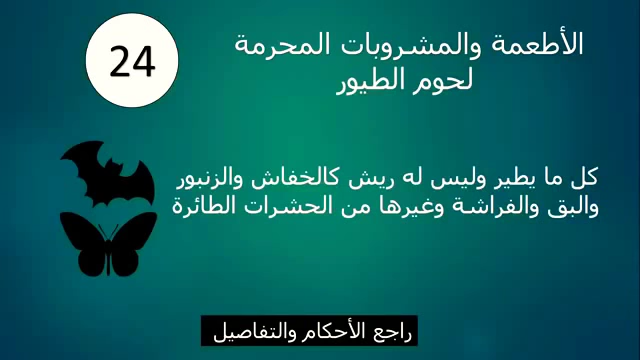 24
الأطعمة والمشروبات المحرمة
لحوم الطيور
كل ما يطير وليس له ريش كالخفاش والزنبور
والبق والفراشة وغيرها من الحشرات الطائرة
راجع الأحكام والتفاصيل